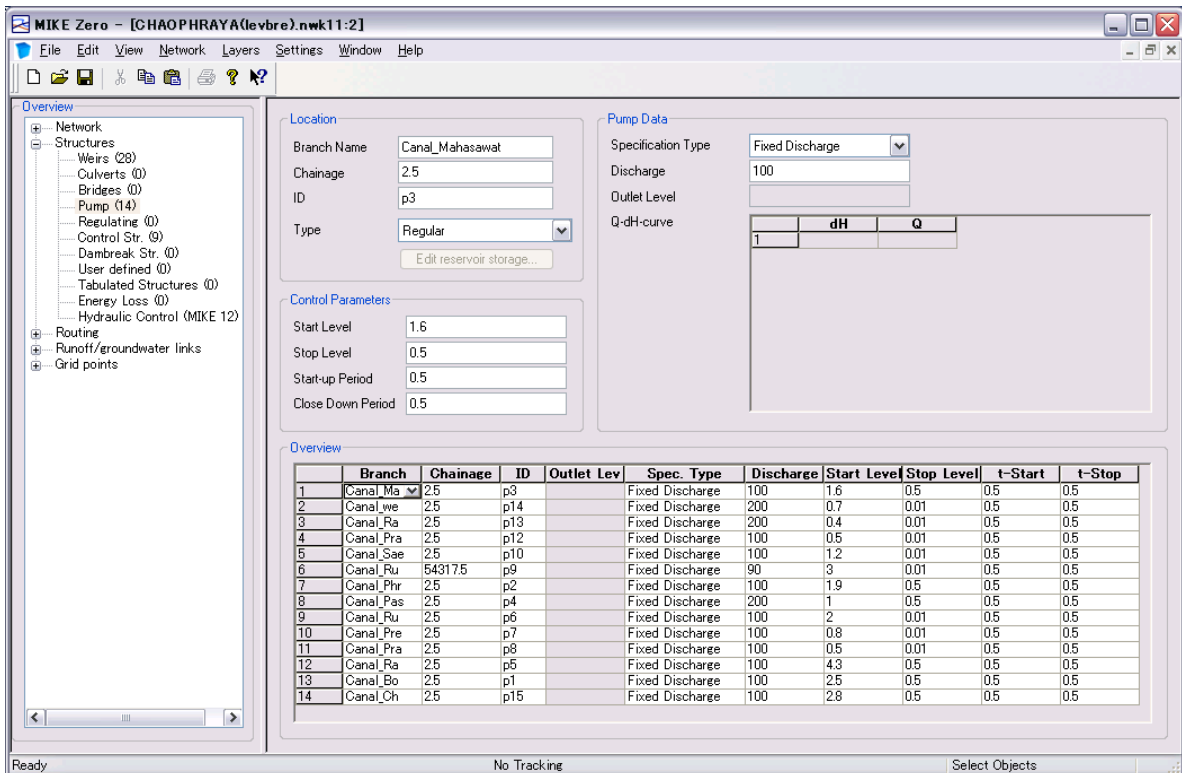 MIKE Zero - [CHAOPHRAYA(levbre).nwk11:2]
File Edit View Network Layers Settings Window Help
Overview
Network
Structures
Weirs (28)
Culverts (0)
Bridges (0)
Pump (14)
Regulating (0)
Control Str. (9)
Dambreak Str. (0)
User defined (0)
Tabulated Structures (0)
Energy Loss (0)
Hydraulic Control (MIKE 12)
Routing
Runoff/groundwater links
Grid points
Location
Branch Name Canal_Mahasawat
Chainage 2.5
ID p3
Type Regular
Edit reservoir storage...
Control Parameters
Start Level 1.6
Stop Level 0.5
Start-up Period 0.5
Close Down Period 0.5
Pump Data
Specification Type Fixed Discharge
Discharge 100
Outlet Level
Q-dH-curve
dH Q
1
Overview
Branch Chainage ID Outlet Lev Spec. Type Discharge Start Level Stop Level t-Start t-Stop
1 Canal_Ma 2.5 p3 Fixed Discharge 100 1.6 0.5 0.5 0.5
2 Canal_we 2.5 p14 Fixed Discharge 200 0.7 0.01 0.5 0.5
3 Canal_Ra 2.5 p13 Fixed Discharge 200 0.4 0.01 0.5 0.5
4 Canal_Pra 2.5 p12 Fixed Discharge 100 0.5 0.01 0.5 0.5
5 Canal_Sae 2.5 p10 Fixed Discharge 100 1.2 0.01 0.5 0.5
6 Canal_Ru 54317.5 p9 Fixed Discharge 90 3 0.01 0.5 0.5
7 Canal_Phr 2.5 p2 Fixed Discharge 100 1.9 0.5 0.5 0.5
8 Canal_Pas 2.5 p4 Fixed Discharge 200 1 0.5 0.5 0.5
9 Canal_Ru 2.5 p6 Fixed Discharge 100 2 0.01 0.5 0.5
10 Canal_Pre 2.5 p7 Fixed Discharge 100 0.8 0.01 0.5 0.5
11 Canal_Pra 2.5 p8 Fixed Discharge 100 0.5 0.01 0.5 0.5
12 Canal_Ra 2.5 p5 Fixed Discharge 100 4.3 0.5 0.5 0.5
13 Canal_Bo 2.5 p1 Fixed Discharge 100 2.5 0.5 0.5 0.5
14 Canal_Ch 2.5 p15 Fixed Discharge 100 2.8 0.5 0.5 0.5
Ready No Tracking Select Objects